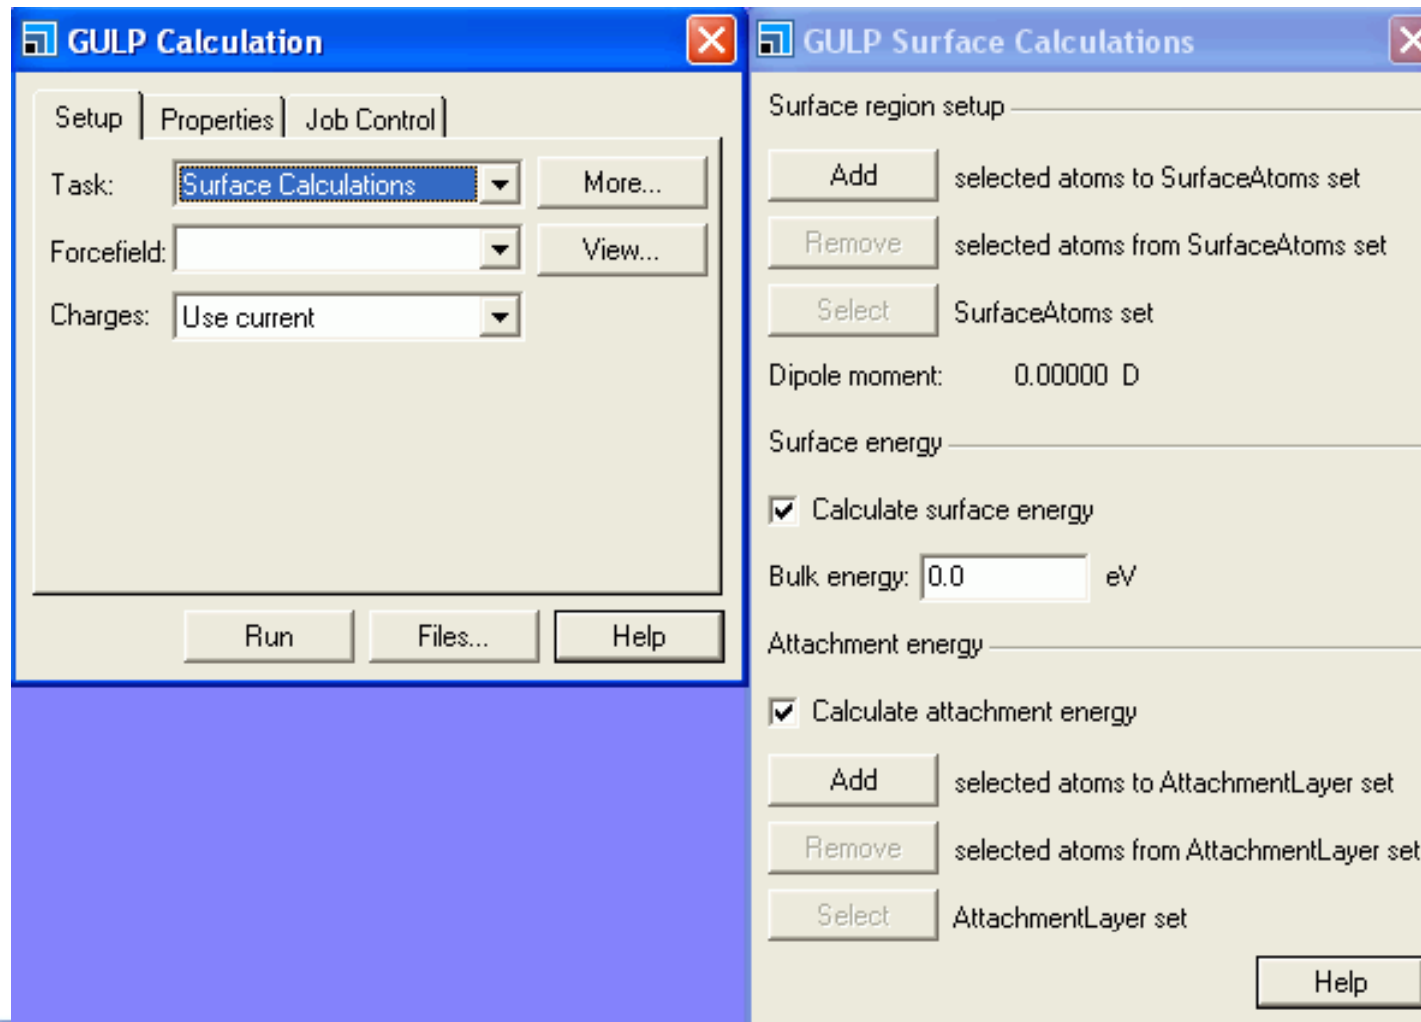 GULP Calculation
Setup Properties Job Control
Task: Surface Calculations More...
Forcefield: View...
Charges: Use current
Run Files... Help
GULP Surface Calculations
Surface region setup
Add selected atoms to SurfaceAtoms set
Remove selected atoms from SurfaceAtoms set
Select SurfaceAtoms set
Dipole moment: 0.00000 D
Surface energy
Calculate surface energy
Bulk energy: 0.0 eV
Attachment energy
Calculate attachment energy
Add selected atoms to AttachmentLayer set
Remove selected atoms from AttachmentLayer set
Select AttachmentLayer set
Help